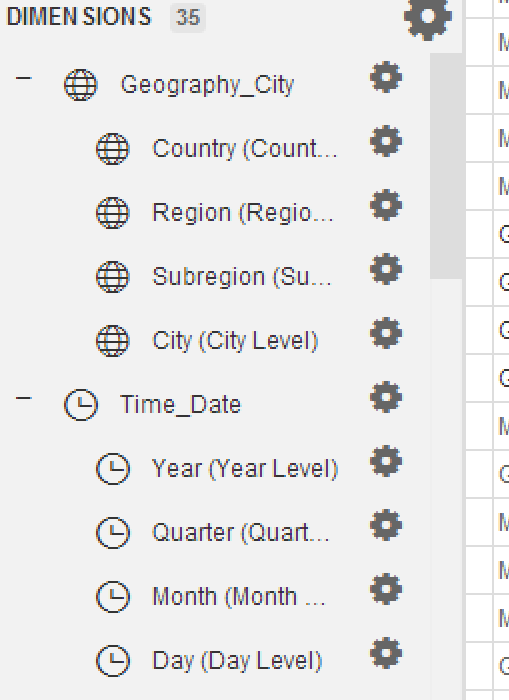 DIMENSIONS 35
Geography_City
Country (Count...
Region (Regio...
Subregion (Su...
City (City Level)
Time_Date
Year (Year Level)
Quarter (Quart...
Month (Month ...
Day (Day Level)